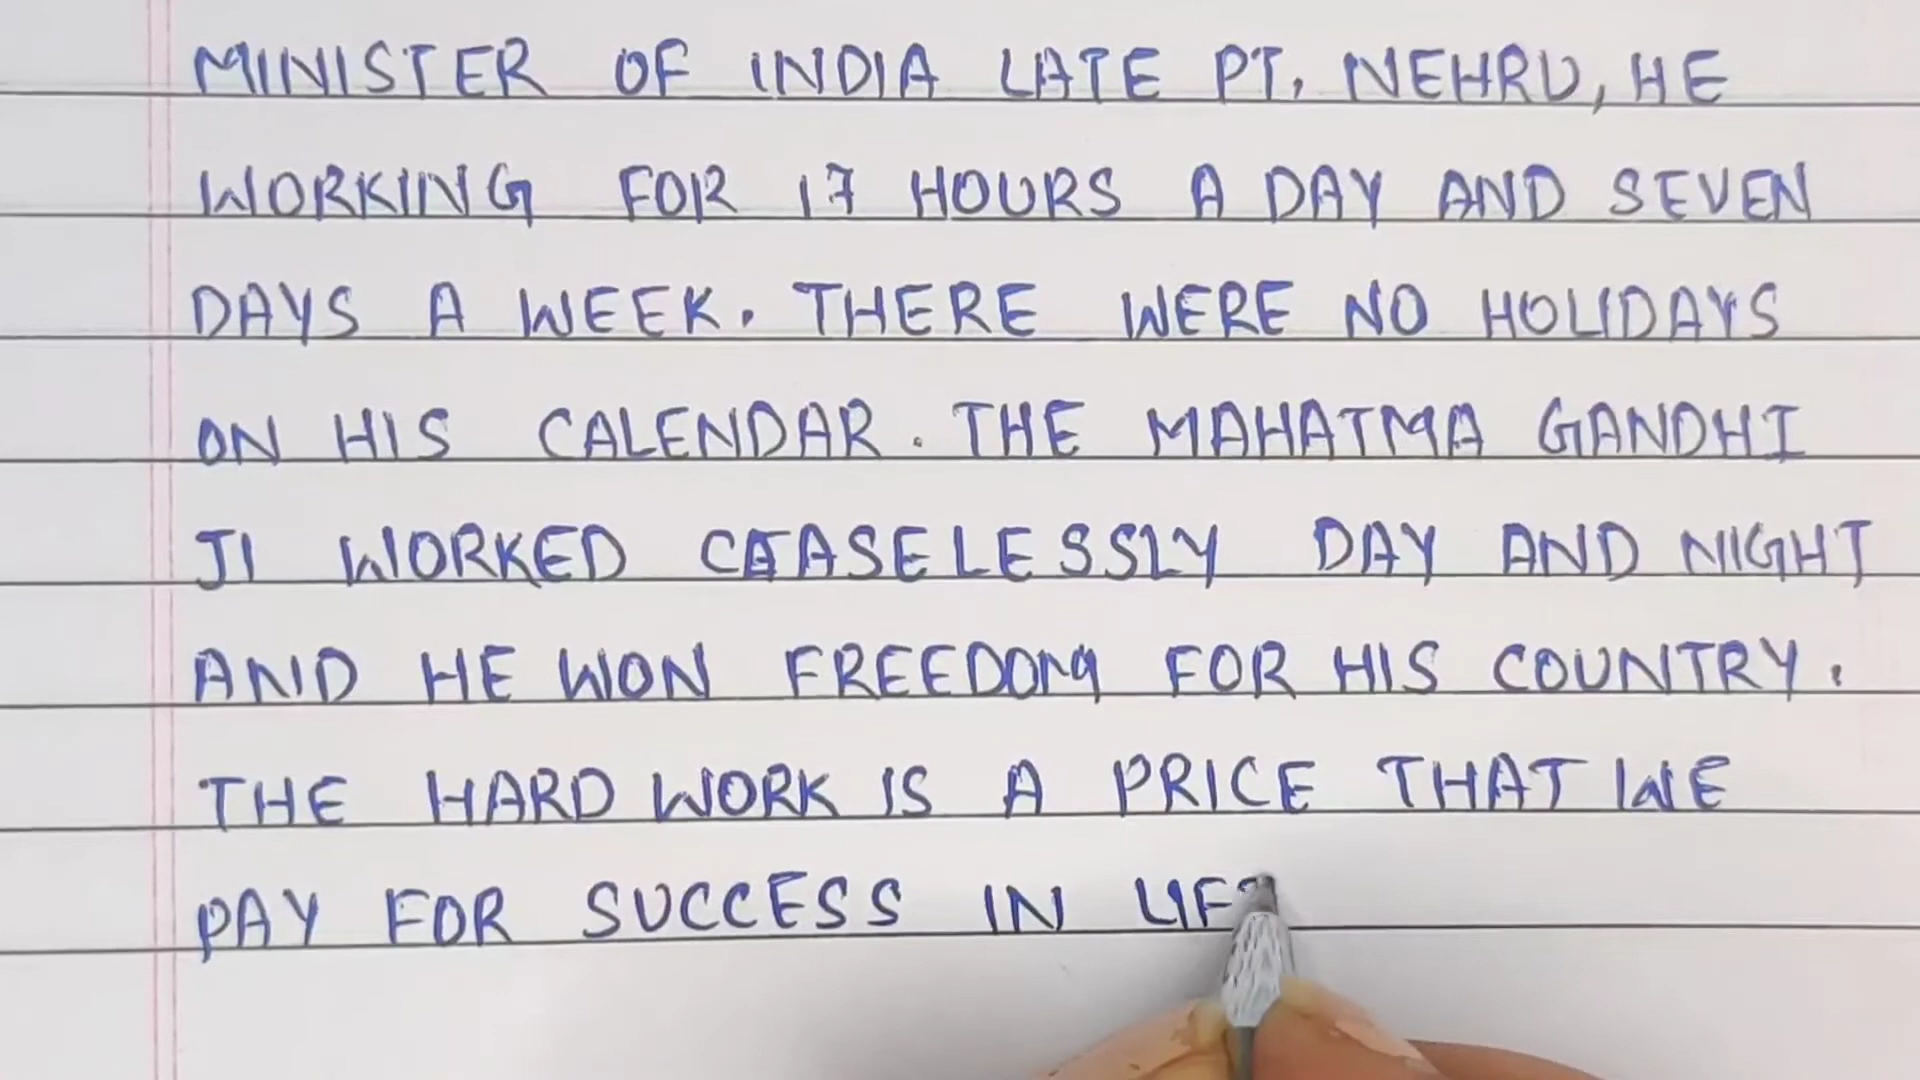 MINISTER OF INDIA LATE PT. NEHRU, HE
WORKING FOR 17 HOURS A DAY AND SEVEN
DAYS A WEEK. THERE WERE NO HOLIDAYS
ON HIS CALENDAR. THE MAHATMA GANDHI
JI WORKED CEASELESSLY DAY AND NIGHT
AND HE WON FREEDOM FOR HIS COUNTRY.
THE HARD WORK IS A PRICE THAT WE
PAY FOR SUCCESS IN LIF